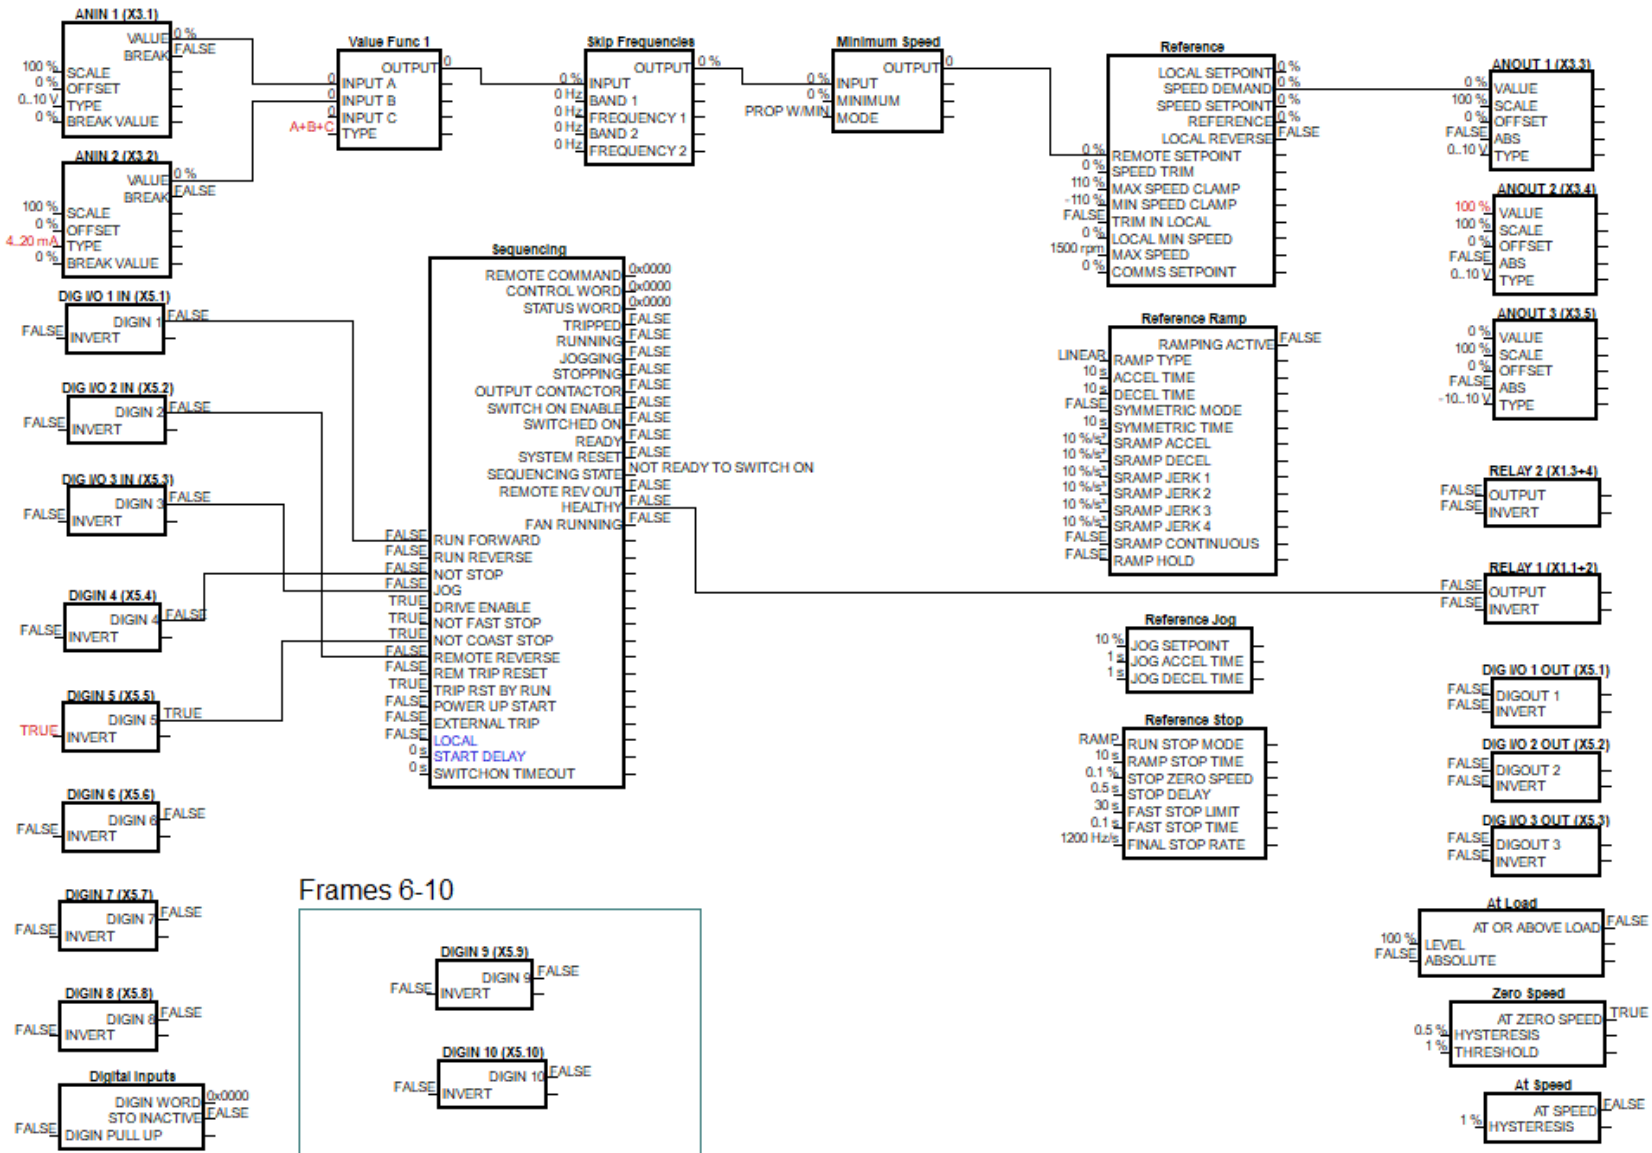 ANIN 1 (X3.1)
VALUE 0 %
BREAK FALSE
100 % SCALE
0 % OFFSET
0..10 V TYPE
0 % BREAK VALUE
ANIN 2 (X3.2)
VALUE 0 %
BREAK FALSE
100 % SCALE
0 % OFFSET
4..20 mA TYPE
0 % BREAK VALUE
DIG I/O 1 IN (X5.1)
DIGIN 1 FALSE
FALSE INVERT
DIG I/O 2 IN (X5.2)
DIGIN 2 FALSE
FALSE INVERT
DIG I/O 3 IN (X5.3)
DIGIN 3 FALSE
FALSE INVERT
DIGIN 4 (X5.4)
DIGIN 4 FALSE
FALSE INVERT
DIGIN 5 (X5.5)
DIGIN 5 TRUE
TRUE INVERT
DIGIN 6 (X5.6)
DIGIN 6 FALSE
FALSE INVERT
DIGIN 7 (X5.7)
DIGIN 7 FALSE
FALSE INVERT
DIGIN 8 (X5.8)
DIGIN 8 FALSE
FALSE INVERT
Digital Inputs
DIGIN WORD 0x0000
STO INACTIVE FALSE
FALSE DIGIN PULL UP
Value Func 1
OUTPUT 0
0 INPUT A
0 INPUT B
0 INPUT C
A+B+C TYPE
Skip Frequencies
OUTPUT 0 %
0 % INPUT
0 Hz BAND 1
0 Hz FREQUENCY 1
0 Hz BAND 2
0 Hz FREQUENCY 2
Minimum Speed
OUTPUT 0
0 % INPUT
0 % MINIMUM
PROP W/MIN MODE
Sequencing
REMOTE COMMAND 0x0000
CONTROL WORD 0x0000
STATUS WORD 0x0000
TRIPPED FALSE
RUNNING FALSE
JOGGING FALSE
STOPPING FALSE
OUTPUT CONTACTOR FALSE
SWITCH ON ENABLE FALSE
SWITCHED ON FALSE
READY FALSE
SYSTEM RESET FALSE
SEQUENCING STATE NOT READY TO SWITCH ON
REMOTE REV OUT FALSE
HEALTHY FALSE
FAN RUNNING FALSE
FALSE RUN FORWARD
FALSE RUN REVERSE
FALSE NOT STOP
FALSE JOG
TRUE DRIVE ENABLE
TRUE NOT FAST STOP
TRUE NOT COAST STOP
FALSE REMOTE REVERSE
FALSE REM TRIP RESET
TRUE TRIP RST BY RUN
FALSE POWER UP START
FALSE EXTERNAL TRIP
FALSE LOCAL
0 s START DELAY
0 s SWITCHON TIMEOUT
Frames 6-10
DIGIN 9 (X5.9)
DIGIN 9 FALSE
FALSE INVERT
DIGIN 10 (X5.10)
DIGIN 10 FALSE
FALSE INVERT
Reference
LOCAL SETPOINT 0 %
SPEED DEMAND 0 %
SPEED SETPOINT 0 %
REFERENCE 0 %
LOCAL REVERSE FALSE
0 % REMOTE SETPOINT
0 % SPEED TRIM
110 % MAX SPEED CLAMP
-110 % MIN SPEED CLAMP
FALSE TRIM IN LOCAL
0 % LOCAL MIN SPEED
1500 rpm MAX SPEED
0 % COMMS SETPOINT
Reference Ramp
RAMPING ACTIVE FALSE
LINEAR RAMP TYPE
10 s ACCEL TIME
10 s DECEL TIME
FALSE SYMMETRIC MODE
10 s SYMMETRIC TIME
10 %/s² SRAMP ACCEL
10 %/s² SRAMP DECEL
10 %/s³ SRAMP JERK 1
10 %/s³ SRAMP JERK 2
10 %/s³ SRAMP JERK 3
10 %/s³ SRAMP JERK 4
FALSE SRAMP CONTINUOUS
FALSE RAMP HOLD
Reference Jog
10 % JOG SETPOINT
1 s JOG ACCEL TIME
1 s JOG DECEL TIME
Reference Stop
RAMP RUN STOP MODE
10 s RAMP STOP TIME
0.1 % STOP ZERO SPEED
0.5 s STOP DELAY
30 s FAST STOP LIMIT
0.1 s FAST STOP TIME
1200 Hz/s FINAL STOP RATE
ANOUT 1 (X3.3)
0 % VALUE
100 % SCALE
0 % OFFSET
FALSE ABS
0..10 V TYPE
ANOUT 2 (X3.4)
100 % VALUE
100 % SCALE
0 % OFFSET
FALSE ABS
0..10 V TYPE
ANOUT 3 (X3.5)
0 % VALUE
100 % SCALE
0 % OFFSET
FALSE ABS
-10..10 V TYPE
RELAY 2 (X1.3+4)
FALSE OUTPUT
FALSE INVERT
RELAY 1 (X1.1+2)
FALSE OUTPUT
FALSE INVERT
DIG I/O 1 OUT (X5.1)
FALSE DIGOUT 1
FALSE INVERT
DIG I/O 2 OUT (X5.2)
FALSE DIGOUT 2
FALSE INVERT
DIG I/O 3 OUT (X5.3)
FALSE DIGOUT 3
FALSE INVERT
At Load
AT OR ABOVE LOAD FALSE
100 % LEVEL
FALSE ABSOLUTE
Zero Speed
AT ZERO SPEED TRUE
0.5 % HYSTERESIS
1 % THRESHOLD
At Speed
AT SPEED FALSE
1 % HYSTERESIS